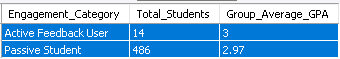 Engagement_Category Total_Students Group_Average_GPA
Active Feedback User 14 3
Passive Student 486 2.97